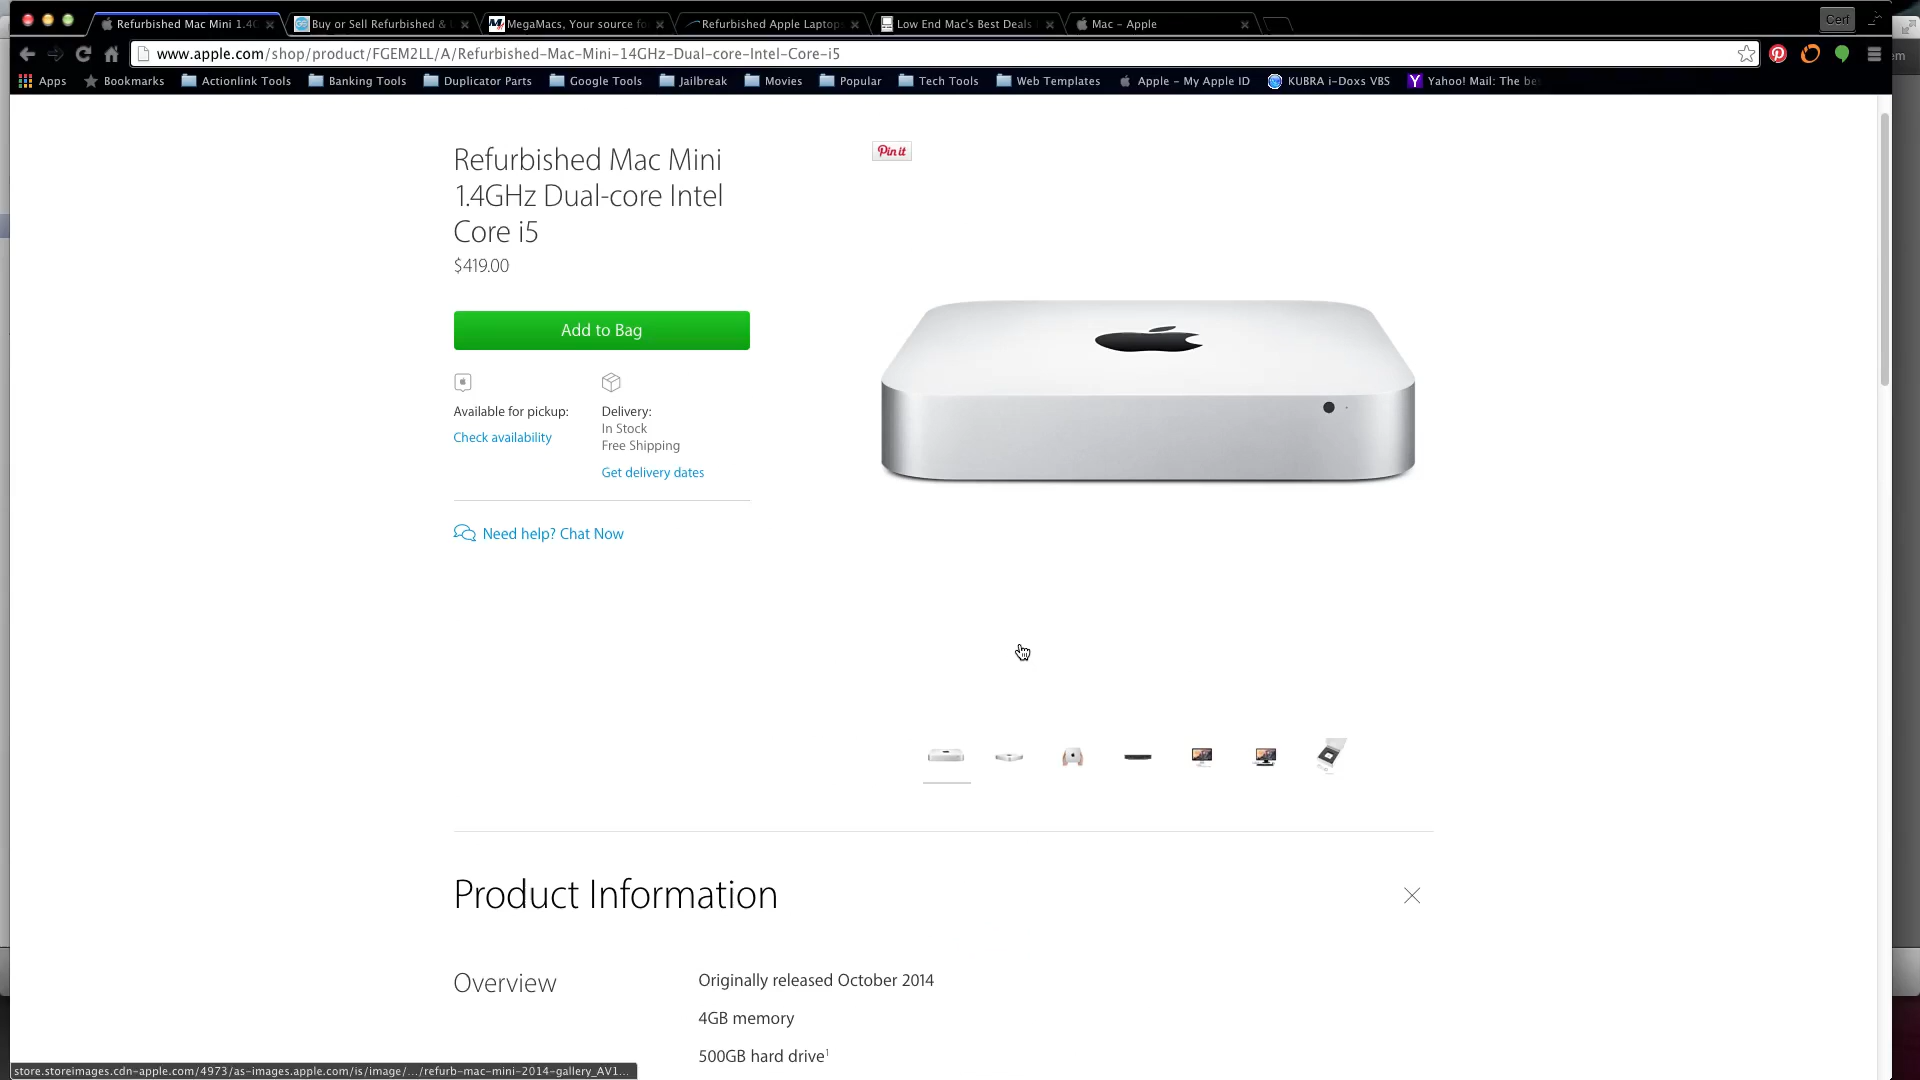 Refurbished Mac Mini 1.4G
Buy or Sell Refurbished &
MegaMacs, Your source fo
Refurbished Apple Laptops
Low End Mac's Best Deals
Mac – Apple
Cerf
www.apple.com/shop/product/FGEM2LL/A/Refurbished-Mac-Mini-14GHz-Dual-core-Intel-Core-i5
Apps
Bookmarks
Actionlink Tools
Banking Tools
Duplicator Parts
Google Tools
Jailbreak
Movies
Popular
Tech Tools
Web Templates
Apple – My Apple ID
KUBRA i-Doxs VBS
Yahoo! Mail: The be
Refurbished Mac Mini
1.4GHz Dual-core Intel
Core i5
$419.00
Pin it
Add to Bag
Available for pickup:
Check availability
Delivery:
In Stock
Free Shipping
Get delivery dates
Need help? Chat Now
Product Information
Overview
Originally released October 2014
4GB memory
500GB hard drive1
store.storeimages.cdn-apple.com/4973/as-images.apple.com/is/image/.../refurb-mac-mini-2014-gallery_AV1...